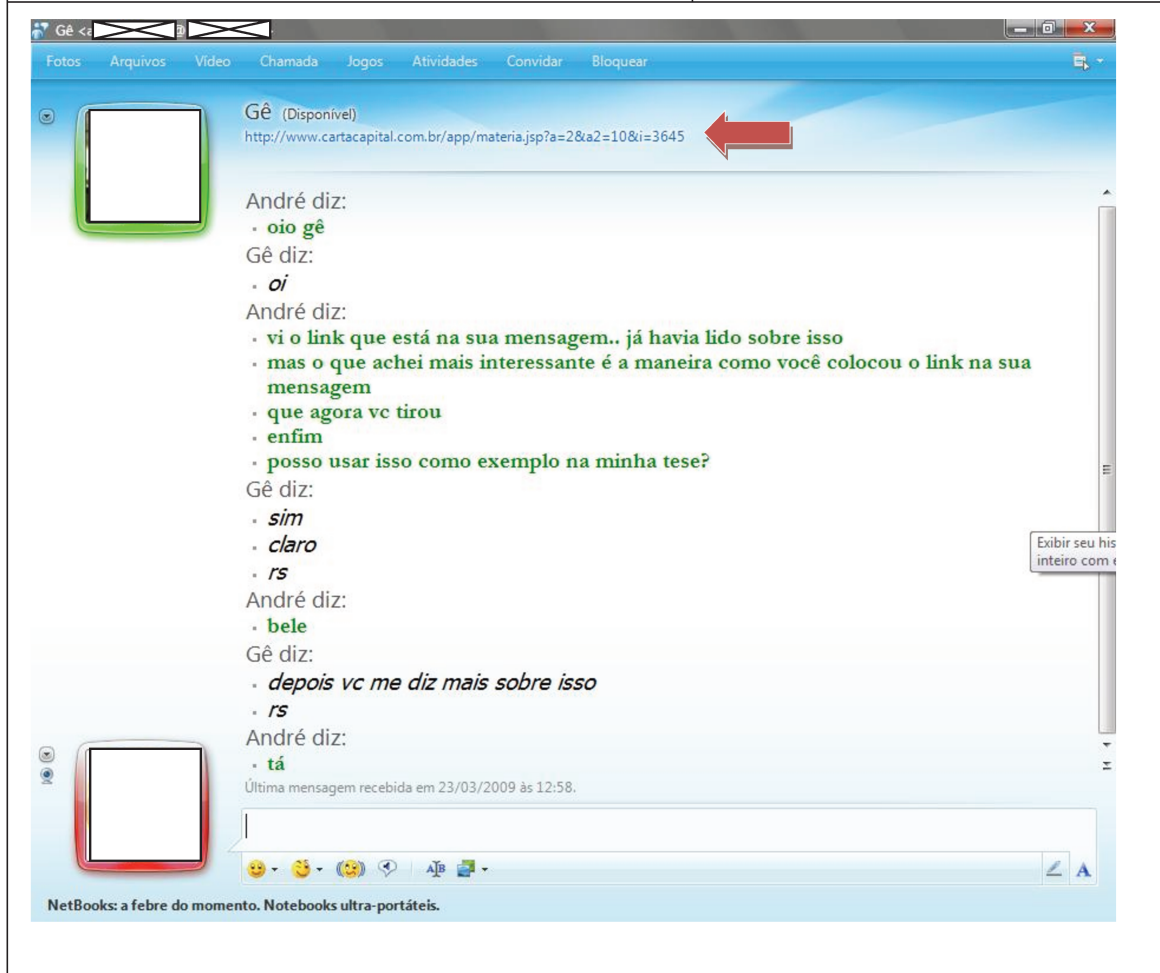 Gê <
Fotos Arquivos Vídeo Chamada Jogos Atividades Convidar Bloquear
Gê (Disponível)
http://www.cartacapital.com.br/app/materia.jsp?a=2&a2=10&i=3645
André diz:
oio gê
Gê diz:
oi
André diz:
vi o link que está na sua mensagem.. já havia lido sobre isso
mas o que achei mais interessante é a maneira como você colocou o link na sua
mensagem
que agora vc tirou
enfim
posso usar isso como exemplo na minha tese?
Gê diz:
sim
claro
rs
Exibir seu his
inteiro com e
André diz:
bele
Gê diz:
depois vc me diz mais sobre isso
rs
André diz:
tá
Última mensagem recebida em 23/03/2009 às 12:58.
NetBooks: a febre do momento. Notebooks ultra-portáteis.